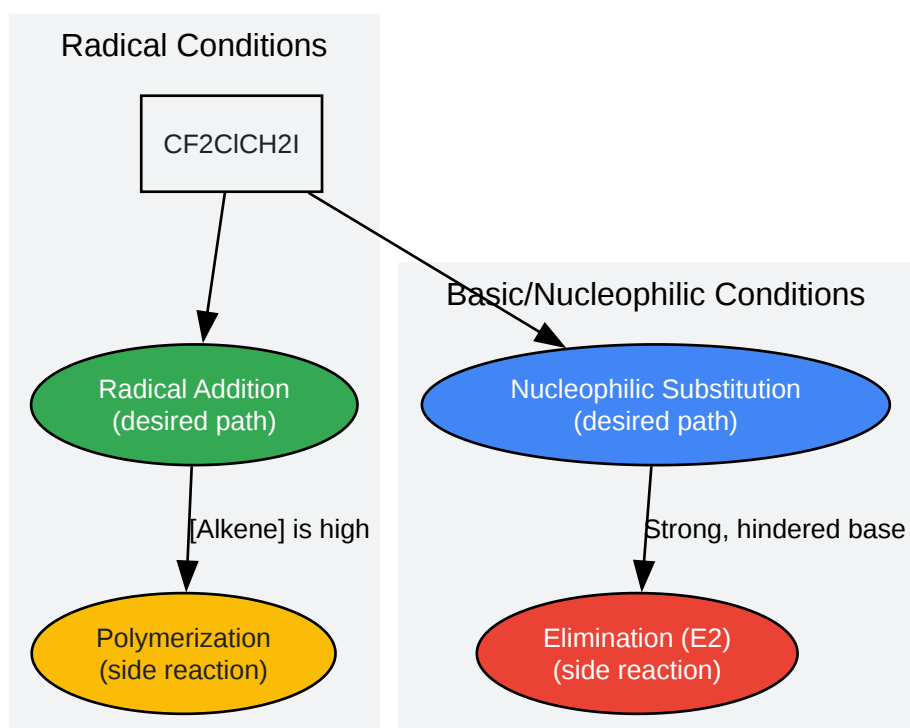 Radical Conditions
CF2ClCH2I
Basic/Nucleophilic Conditions
Radical Addition
(desired path)
Nucleophilic Substitution
(desired path)
[Alkene] is high
Strong, hindered base
Polymerization
(side reaction)
Elimination (E2)
(side reaction)